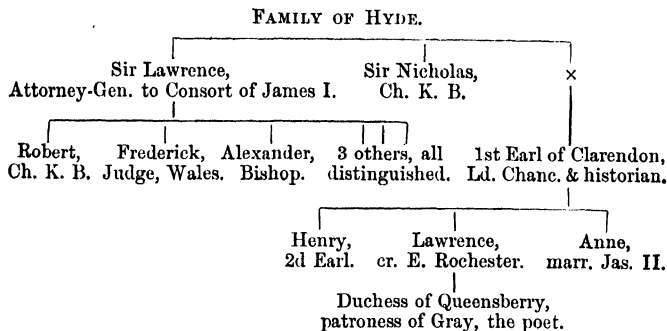 FAMILY OF HYDE.
Sir Lawrence, Sir Nicholas, ×
Attorney-Gen. to Consort of James I. Ch. K. B.
Robert, Frederick, Alexander, 3 others, all 1st Earl of Clarendon,
Ch. K. B. Judge, Wales. Bishop. distinguished. Ld. Chanc. & historian.
Henry, Lawrence, Anne,
2d Earl. cr. E. Rochester. marr. Jas. II.
Duchess of Queensberry,
patroness of Gray, the poet.